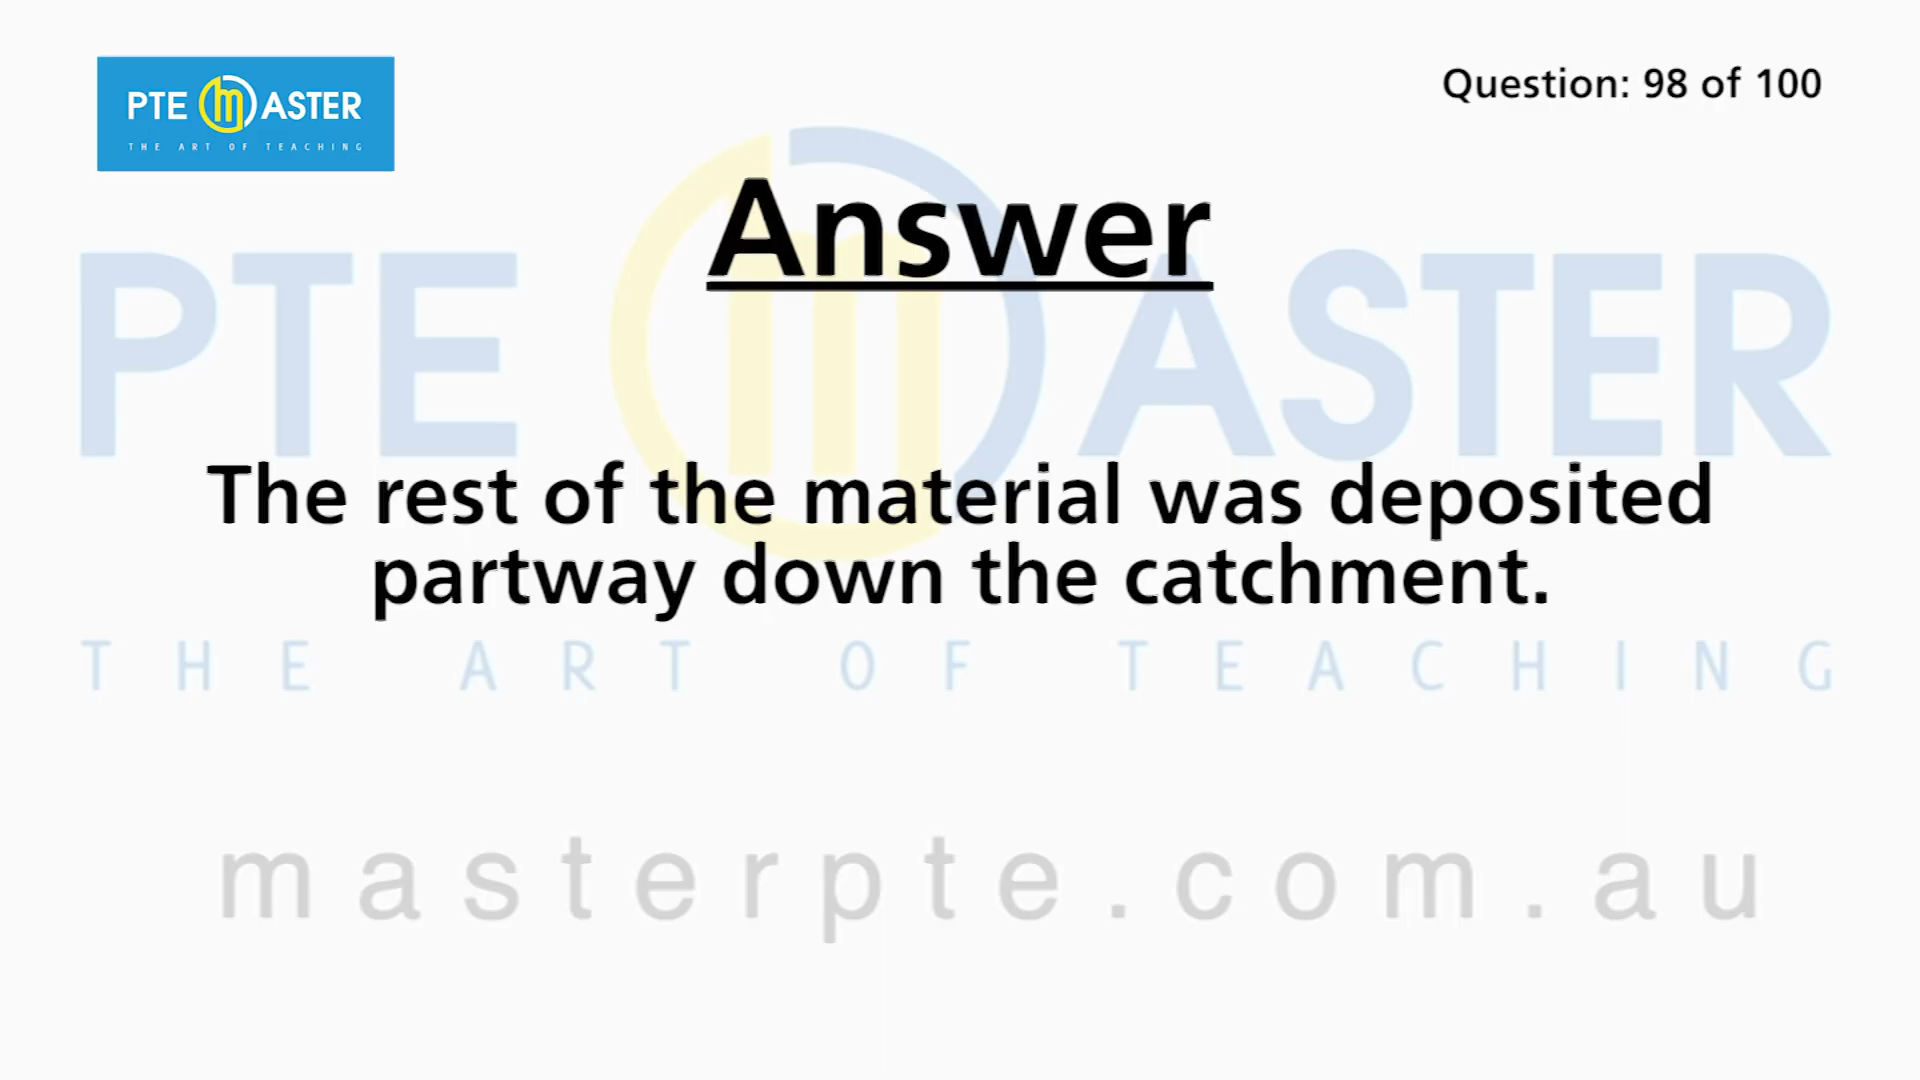 PTE MASTER
THE ART OF TEACHING
Question: 98 of 100
Answer
PTE MASTER
The rest of the material was deposited
partway down the catchment.
THE ART OF TEACHING
masterpte.com.au